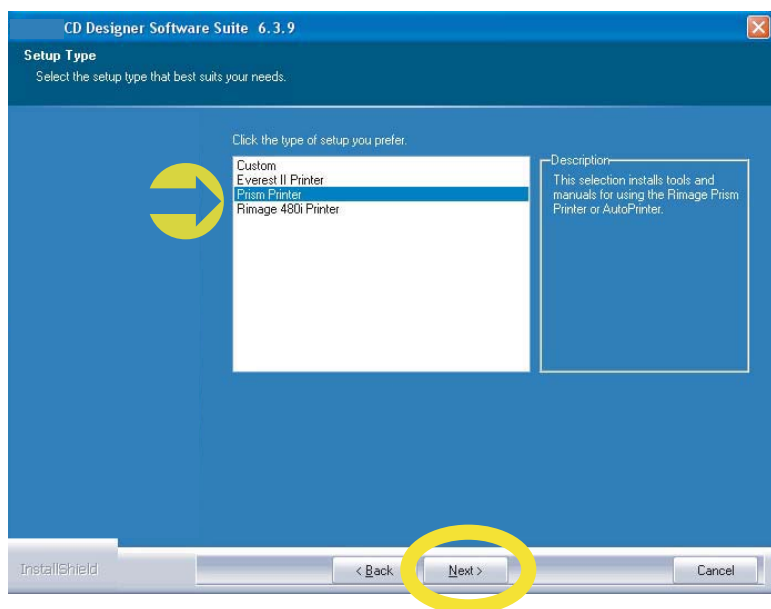 CD Designer Software Suite 6.3.9
Setup Type
Select the setup type that best suits your needs.
Click the type of setup you prefer.
Custom
Everest II Printer
Prism Printer
Rimage 480i Printer
Description
This selection installs tools and
manuals for using the Rimage Prism
Printer or AutoPrinter.
InstallShield
< Back
Next >
Cancel